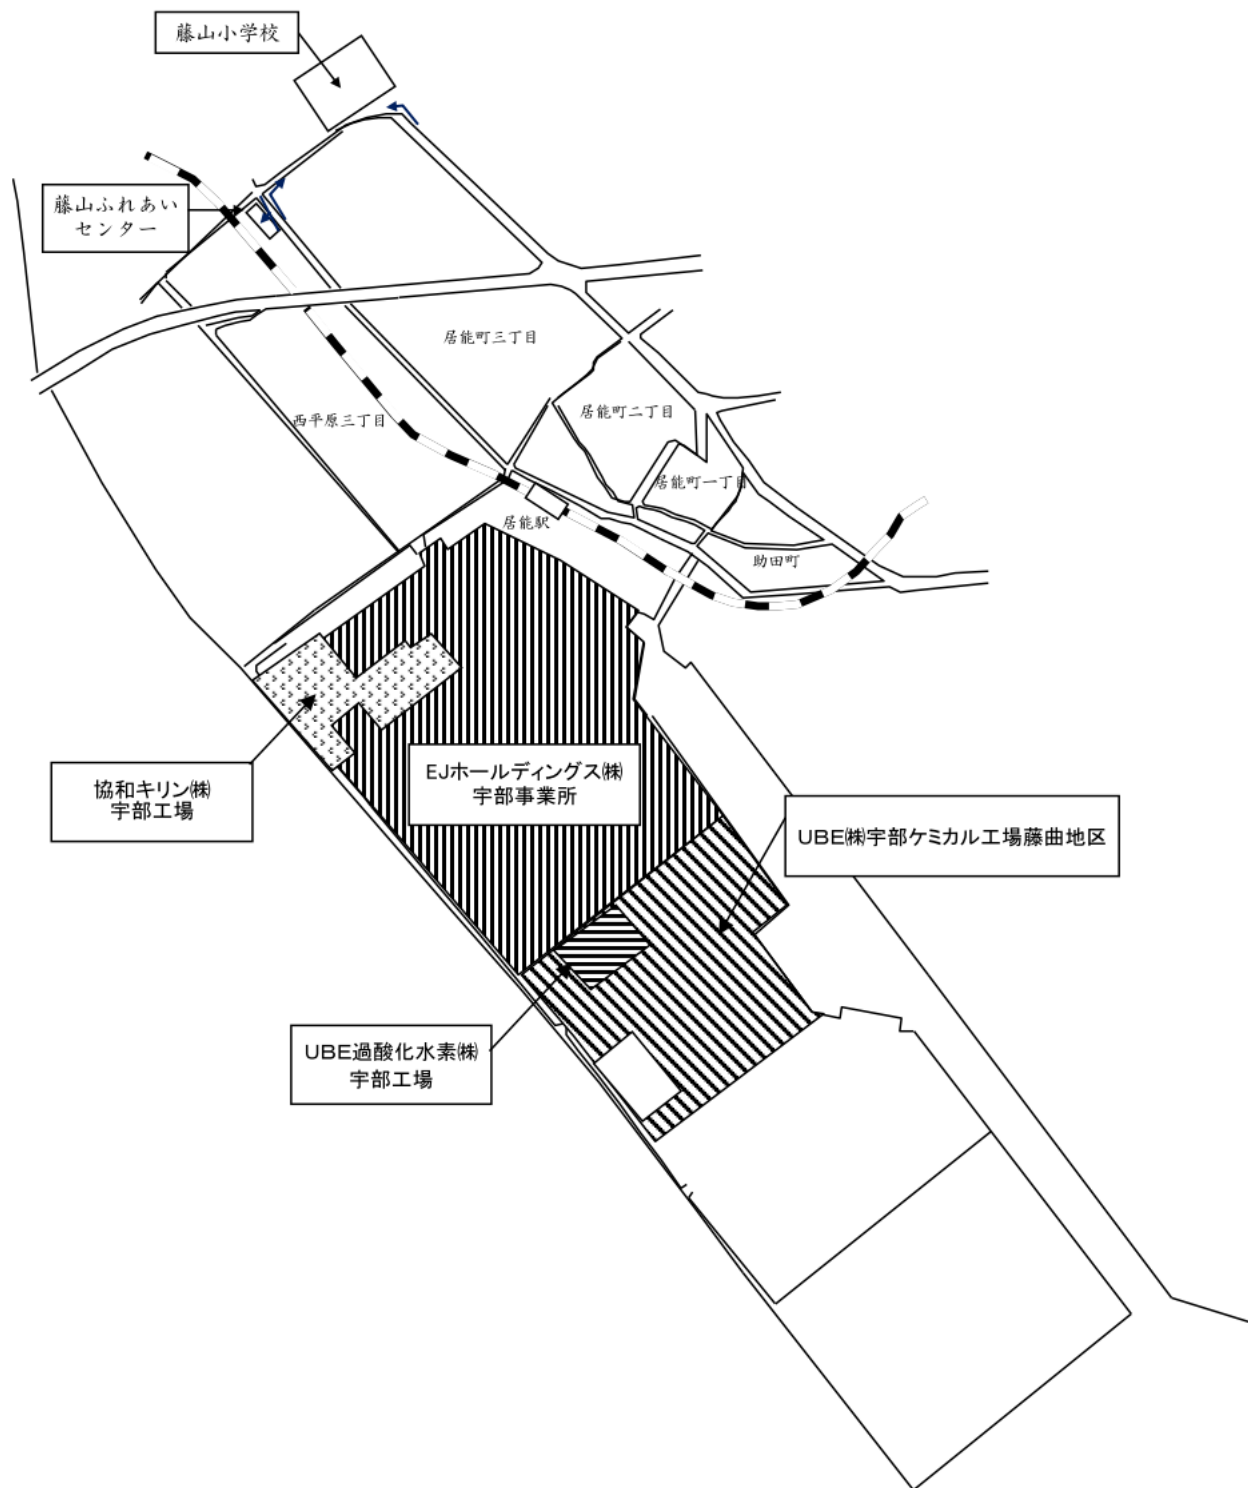 藤山小学校
藤山ふれあい
センター
居能町三丁目
居能町二丁目
西平原三丁目
居能町一丁目
居能駅
助田町
協和キリン㈱
宇部工場
EJホールディングス㈱
宇部事業所
UBE㈱宇部ケミカル工場藤曲地区
UBE過酸化水素㈱
宇部工場